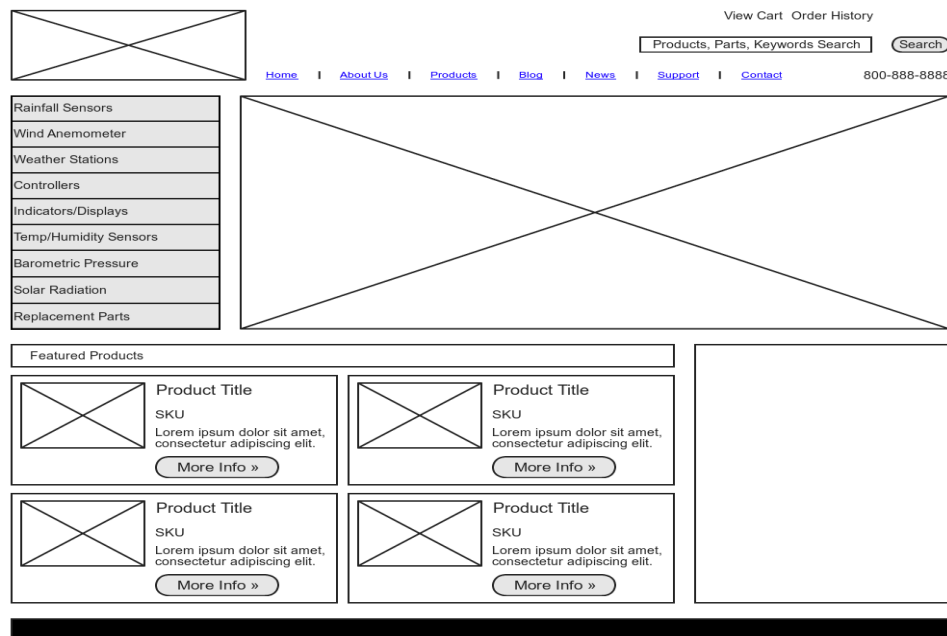 View Cart Order History
Products, Parts, Keywords Search Search
Home I About Us I Products I Blog I News I Support I Contact 800-888-8888
Rainfall Sensors
Wind Anemometer
Weather Stations
Controllers
Indicators/Displays
Temp/Humidity Sensors
Barometric Pressure
Solar Radiation
Replacement Parts
Featured Products
Product Title
SKU
Lorem ipsum dolor sit amet,
consectetur adipiscing elit.
More Info »
Product Title
SKU
Lorem ipsum dolor sit amet,
consectetur adipiscing elit.
More Info »
Product Title
SKU
Lorem ipsum dolor sit amet,
consectetur adipiscing elit.
More Info »
Product Title
SKU
Lorem ipsum dolor sit amet,
consectetur adipiscing elit.
More Info »